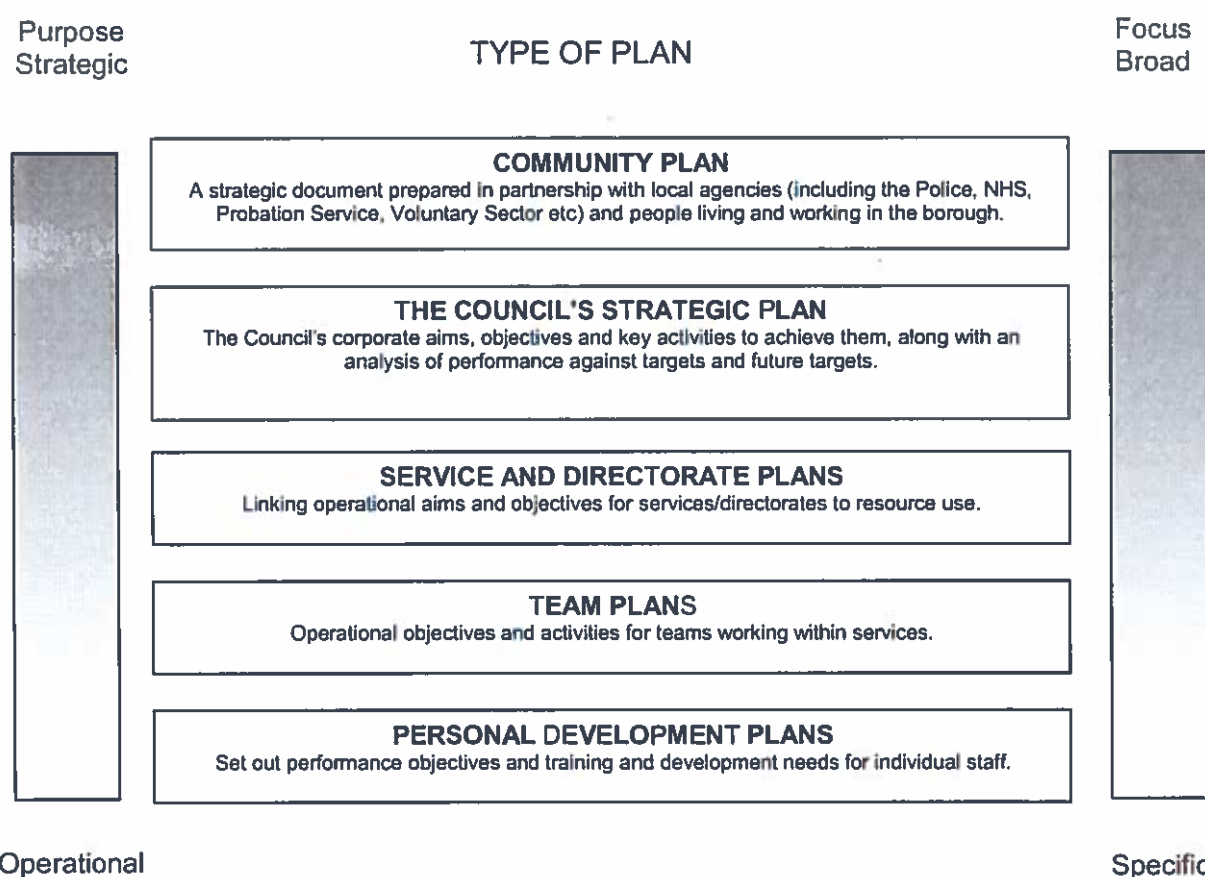 Purpose
Strategic
TYPE OF PLAN
Focus
Broad
COMMUNITY PLAN
A strategic document prepared in partnership with local agencies (including the Police, NHS,
Probation Service, Voluntary Sector etc) and people living and working in the borough.
THE COUNCIL'S STRATEGIC PLAN
The Council's corporate aims, objectives and key activities to achieve them, along with an
analysis of performance against targets and future targets.
SERVICE AND DIRECTORATE PLANS
Linking operational aims and objectives for services/directorates to resource use.
TEAM PLANS
Operational objectives and activities for teams working within services.
PERSONAL DEVELOPMENT PLANS
Set out performance objectives and training and development needs for individual staff.
Operational
Specific